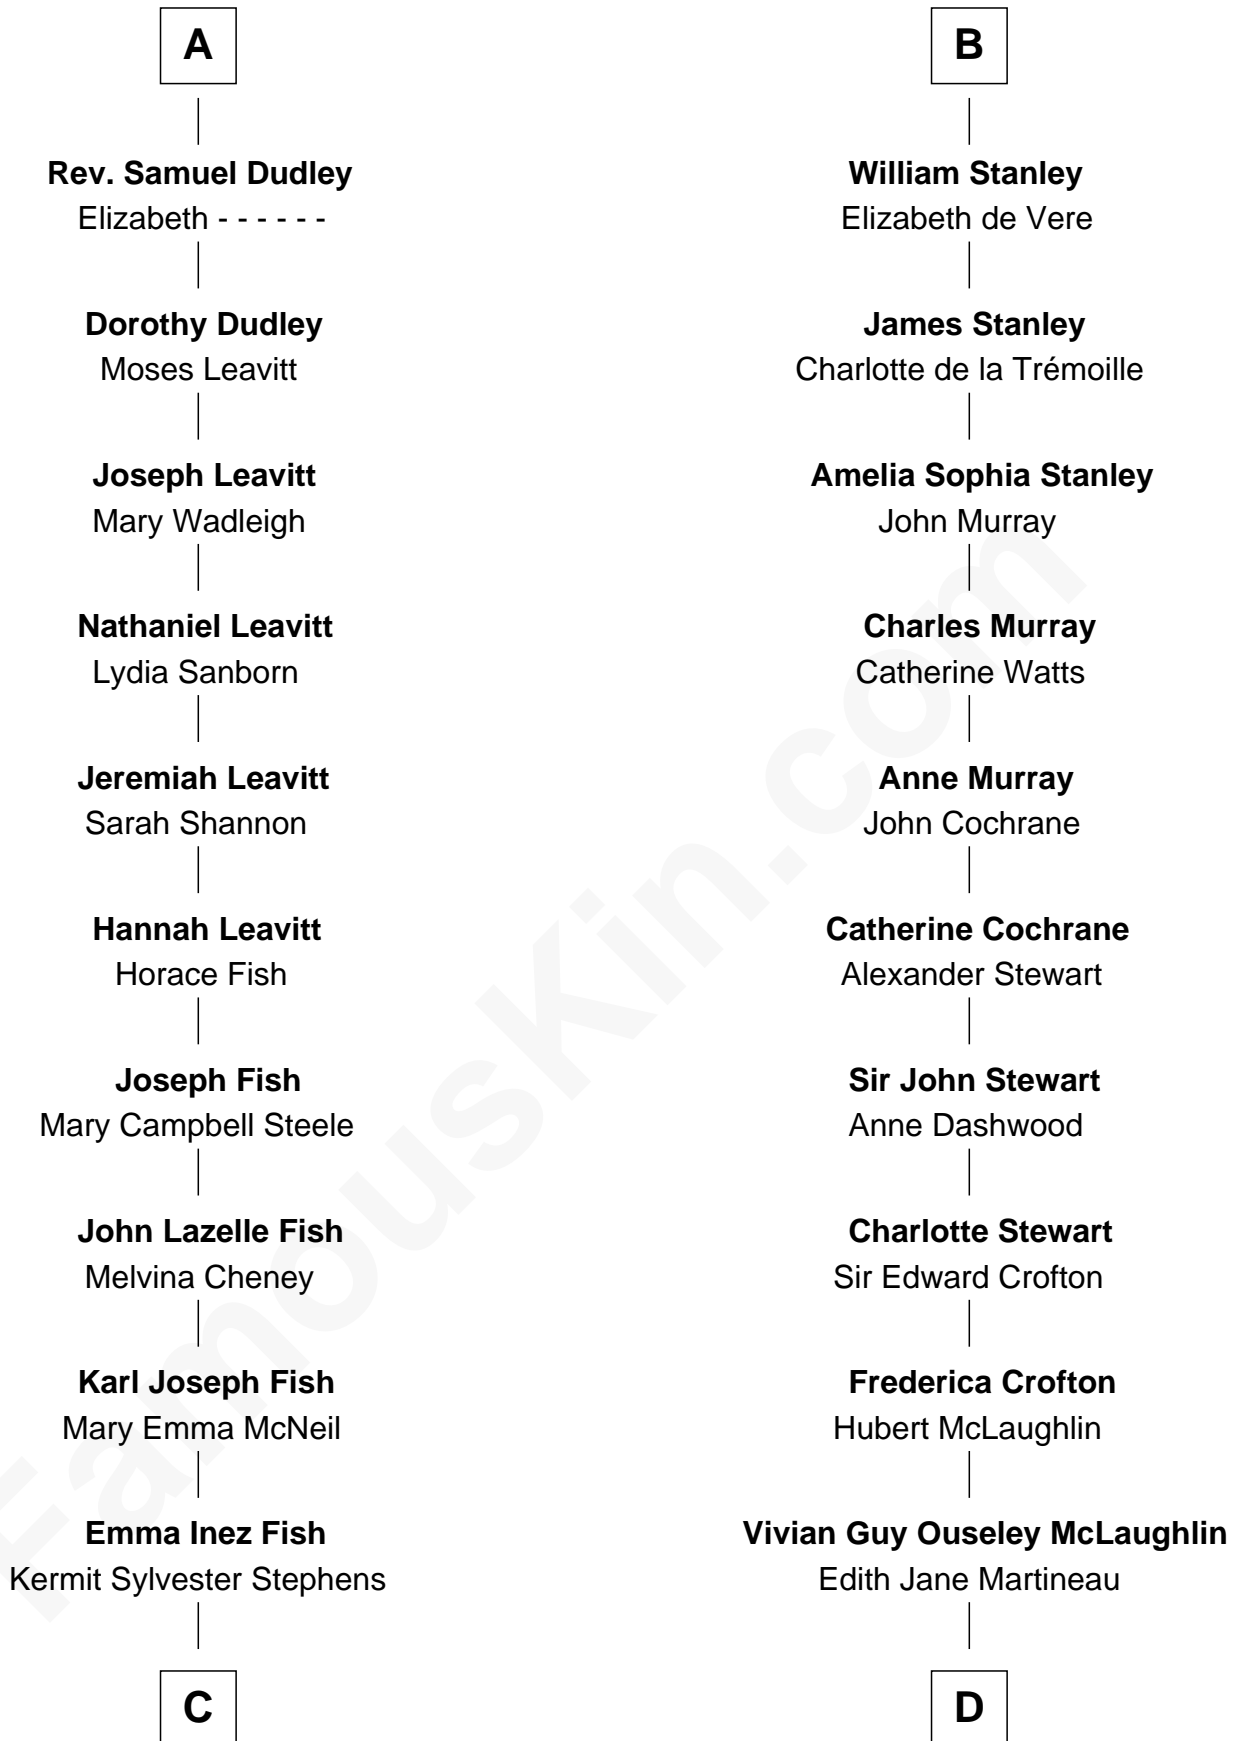 A
Rev. Samuel Dudley
Elizabeth - - - - - -
Dorothy Dudley
Moses Leavitt
Joseph Leavitt
Mary Wadleigh
Nathaniel Leavitt
Lydia Sanborn
Jeremiah Leavitt
Sarah Shannon
Hannah Leavitt
Horace Fish
Joseph Fish
Mary Campbell Steele
John Lazelle Fish
Melvina Cheney
Karl Joseph Fish
Mary Emma McNeil
Emma Inez Fish
Kermit Sylvester Stephens
C
B
William Stanley
Elizabeth de Vere
James Stanley
Charlotte de la Trémoille
Amelia Sophia Stanley
John Murray
Charles Murray
Catherine Watts
Anne Murray
John Cochrane
Catherine Cochrane
Alexander Stewart
Sir John Stewart
Anne Dashwood
Charlotte Stewart
Sir Edward Crofton
Frederica Crofton
Hubert McLaughlin
Vivian Guy Ouseley McLaughlin
Edith Jane Martineau
D
FamousKin.com